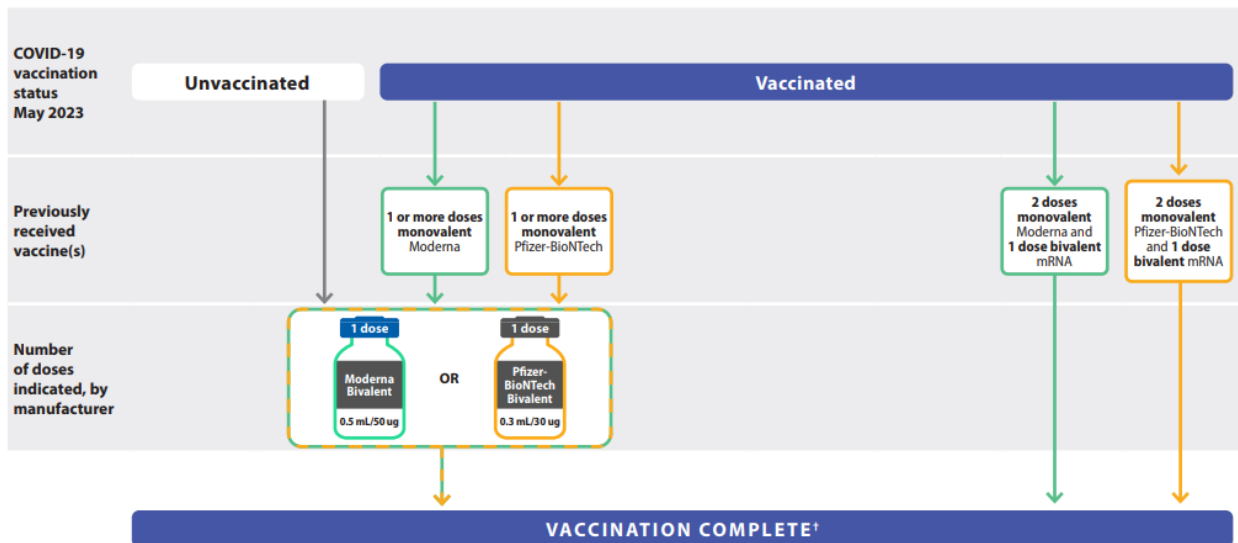 COVID-19
vaccination
status
May 2023
Unvaccinated
Vaccinated
Previously
received
vaccine(s)
1 or more doses
monovalent
Moderna
1 or more doses
monovalent
Pfizer-BioNTech
2 doses
monovalent
Moderna and
1 dose bivalent
mRNA
2 doses
monovalent
Pfizer-BioNTech
and 1 dose
bivalent mRNA
Number
of doses
indicated, by
manufacturer
1 dose
Moderna
Bivalent
0.5 mL/50 ug
OR
1 dose
Pfizer-
BioNTech
Bivalent
0.3 mL/30 ug
VACCINATION COMPLETE†